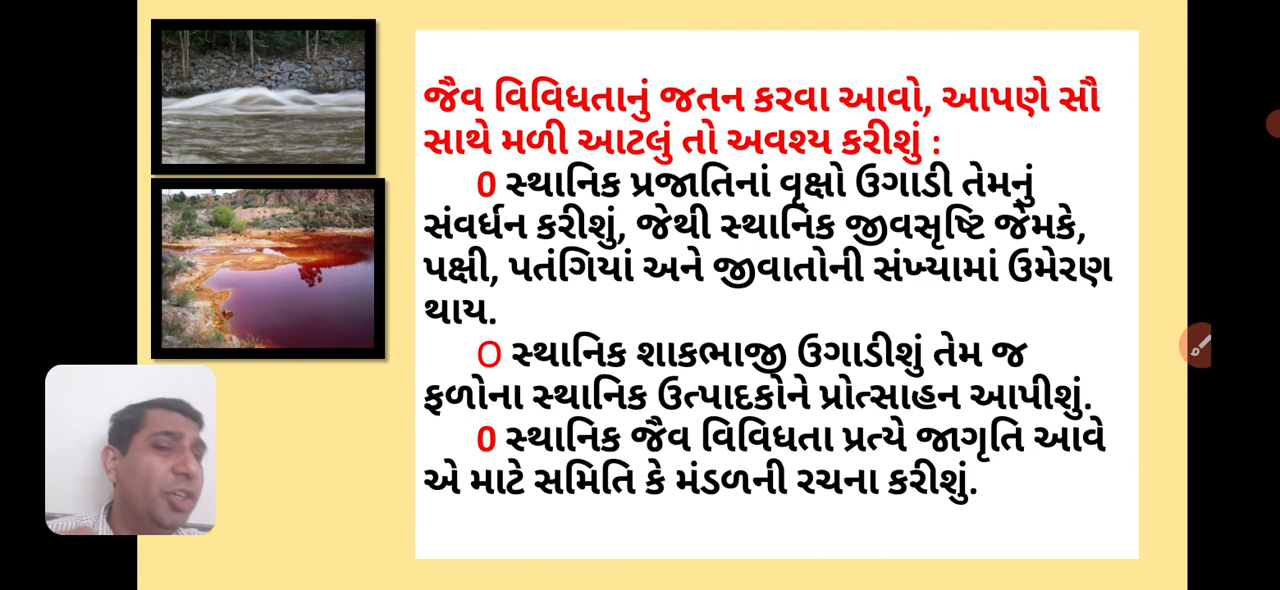 જૈવ વિવિધતાનું જતન કરવા આવો, આપણે સૌ
સાથે મળી આટલું તો અવશ્ય કરીશું :
0 સ્થાનિક પ્રજાતિનાં વૃક્ષો ઉગાડી તેમનું
સંવર્ધન કરીશું, જેથી સ્થાનિક જીવસૃષ્ટિ જેમકે,
પક્ષી, પતંગિયાં અને જીવાતોની સંખ્યામાં ઉમેરણ
થાય.
O સ્થાનિક શાકભાજી ઉગાડીશું તેમ જ
ફળોના સ્થાનિક ઉત્પાદકોને પ્રોત્સાહન આપીશું.
0 સ્થાનિક જૈવ વિવિધતા પ્રત્યે જાગૃતિ આવે
એ માટે સમિતિ કે મંડળની રચના કરીશું.